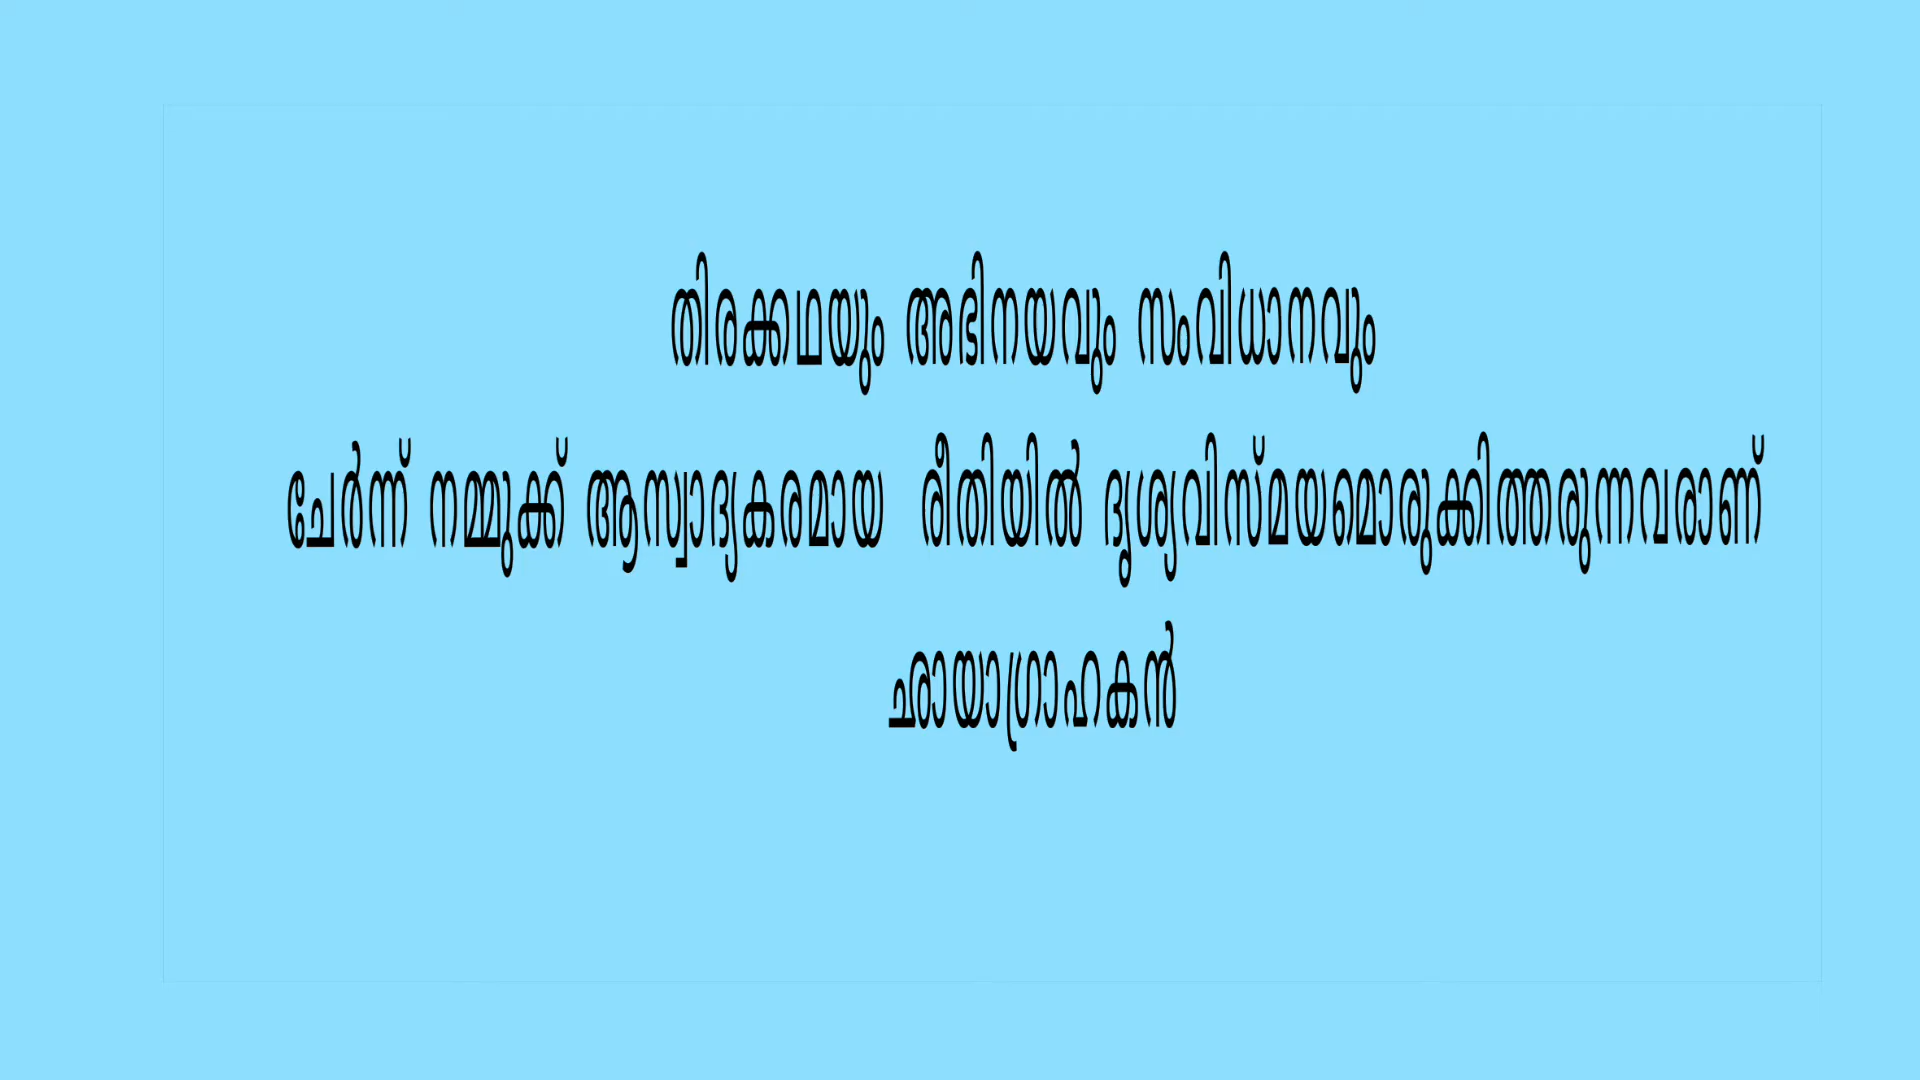 തിരക്കഥയും അഭിനയവും സംവിധാനവും
ചേർന്ന് നമ്മുക്ക് ആസ്വാദ്യകരമായ രീതിയിൽ ദൃശ്യവിസ്മയമൊരുക്കിത്തരുന്നവരാണ്
ഛായാഗ്രാഹകൻ